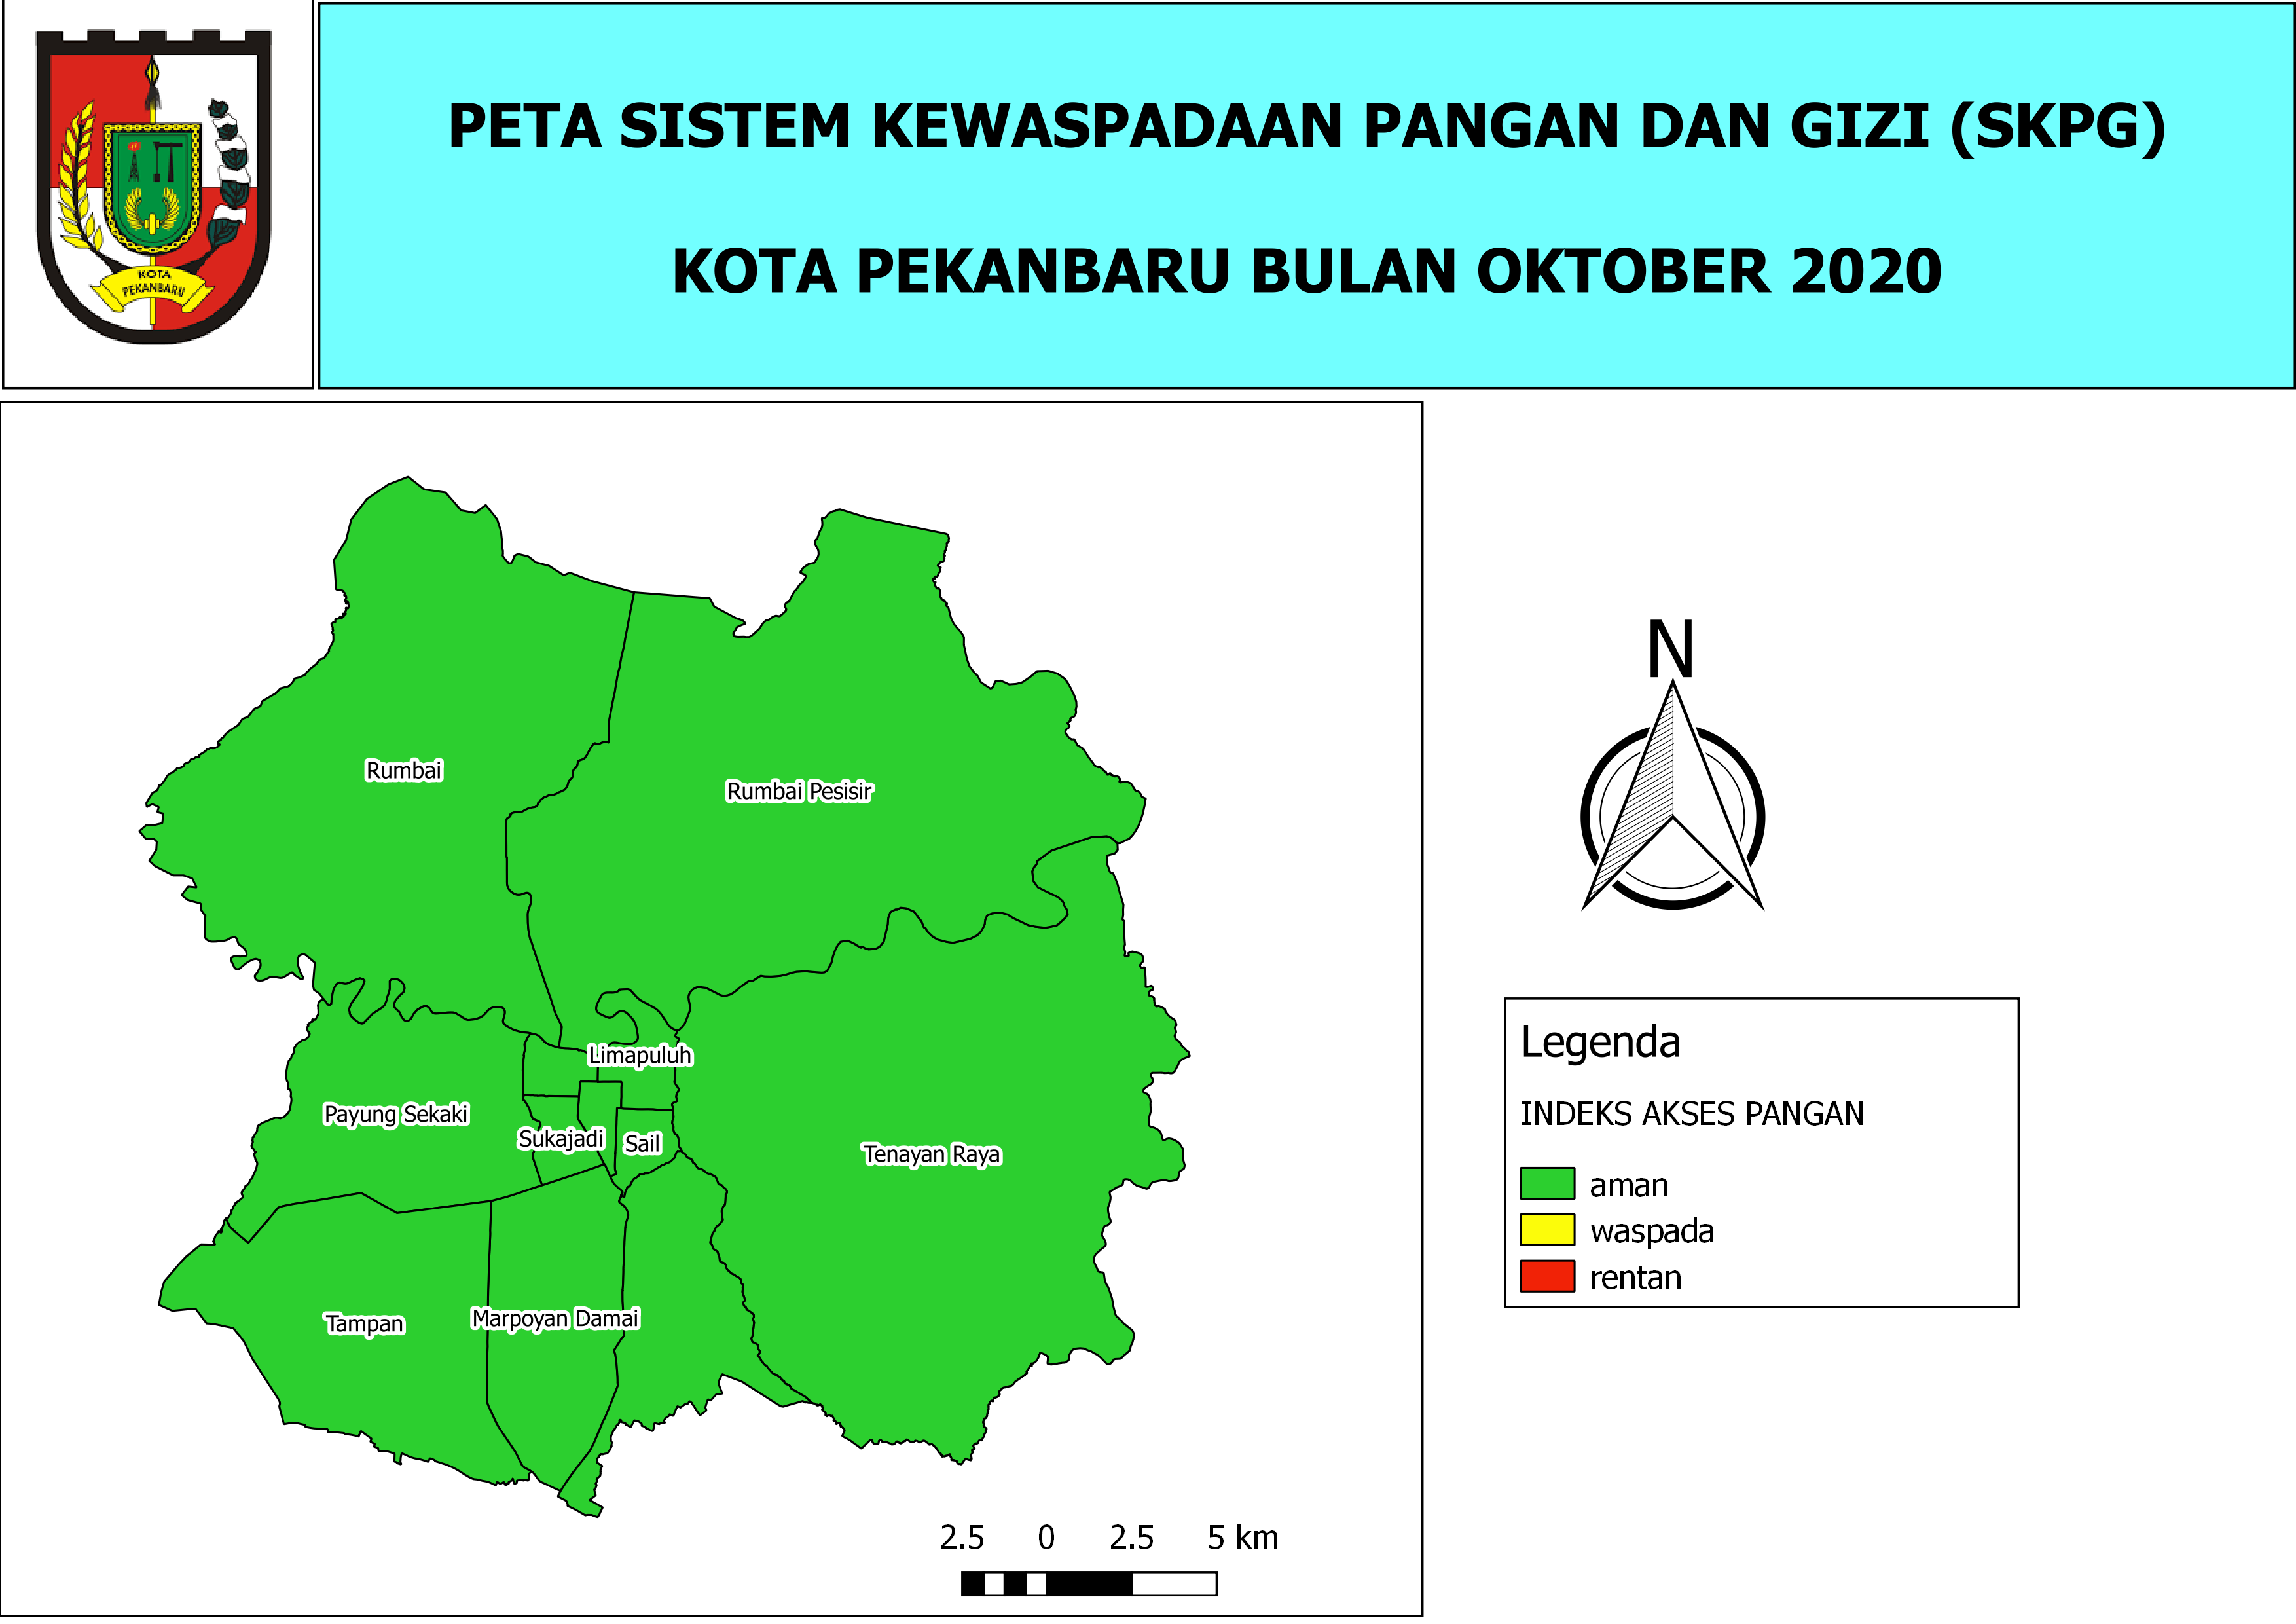 PETA SISTEM KEWASPADAAN PANGAN DAN GIZI (SKPG)
KOTA PEKANBARU BULAN OKTOBER 2020
KOTA
PEKANBARU
Rumbai
Rumbai Pesisir
Limapuluh
Payung Sekaki
Sukajadi
Sail
Tenayan Raya
Tampan
Marpoyan Damai
2.5 0 2.5 5 km
N
Legenda
INDEKS AKSES PANGAN
aman
waspada
rentan